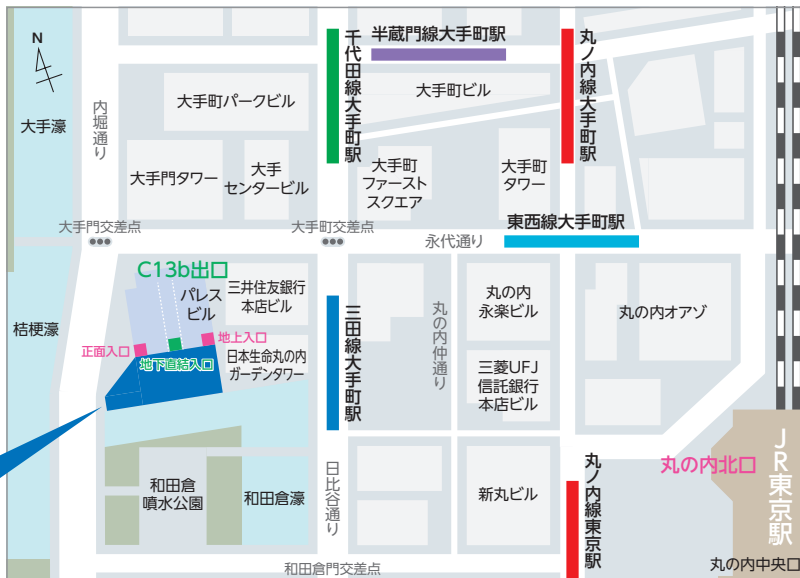 N
大手濠
内堀通り
大手町パークビル
千代田線大手町駅
半蔵門線大手町駅
大手町ビル
丸ノ内線大手町駅
大手門タワー
大手
センタービル
大手町
ファースト
スクエア
大手町
タワー
東西線大手町駅
大手門交差点
大手町交差点
永代通り
桔梗濠
C13b出口
パレス
ビル
三井住友銀行
本店ビル
正面入口
地上入口
地下直結入口
日本生命丸の内
ガーデンタワー
三田線大手町駅
丸の内仲通り
丸の内
永楽ビル
三菱UFJ
信託銀行
本店ビル
丸の内オアゾ
和田倉
噴水公園
和田倉濠
日比谷通り
新丸ビル
丸ノ内線東京駅
丸の内北口
JR東京駅
丸の内中央口
和田倉門交差点